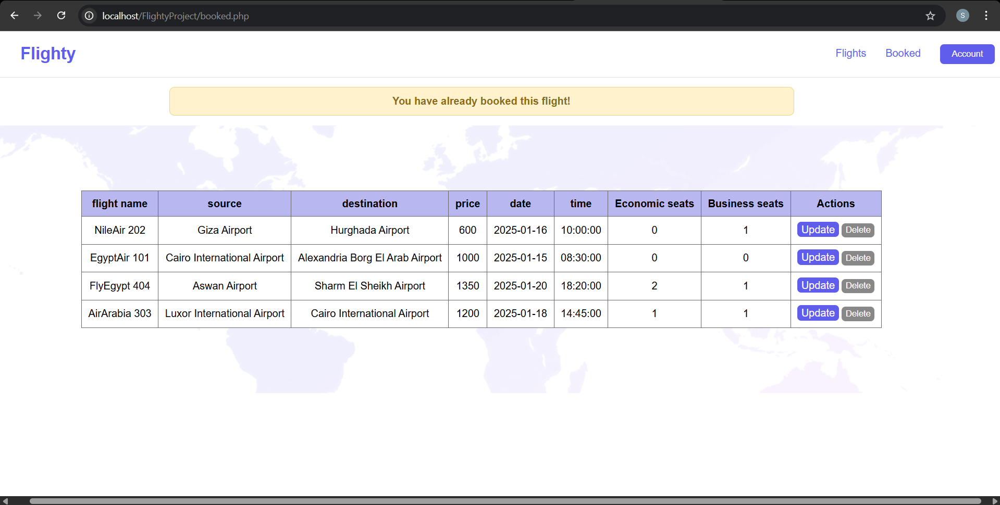 localhost/FlightyProject/booked.php
S
Flighty
Flights Booked Account
You have already booked this flight!
flight name source destination price date time Economic seats Business seats Actions
NileAir 202 Giza Airport Hurghada Airport 600 2025-01-16 10:00:00 0 1 Update Delete
EgyptAir 101 Cairo International Airport Alexandria Borg El Arab Airport 1000 2025-01-15 08:30:00 0 0 Update Delete
FlyEgypt 404 Aswan Airport Sharm El Sheikh Airport 1350 2025-01-20 18:20:00 2 1 Update Delete
AirArabia 303 Luxor International Airport Cairo International Airport 1200 2025-01-18 14:45:00 1 1 Update Delete